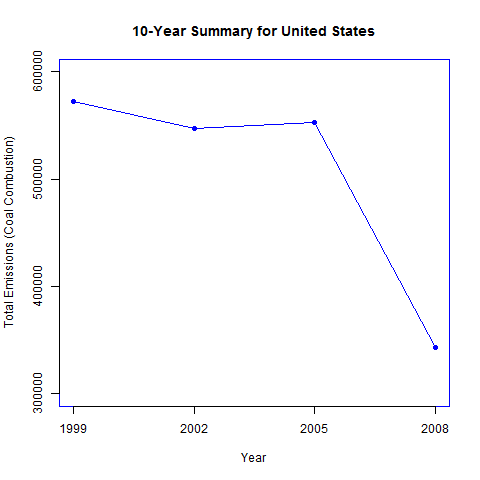 10-Year Summary for United States
Total Emissions (Coal Combustion)
600000
500000
400000
300000
1999 2002 2005 2008
Year